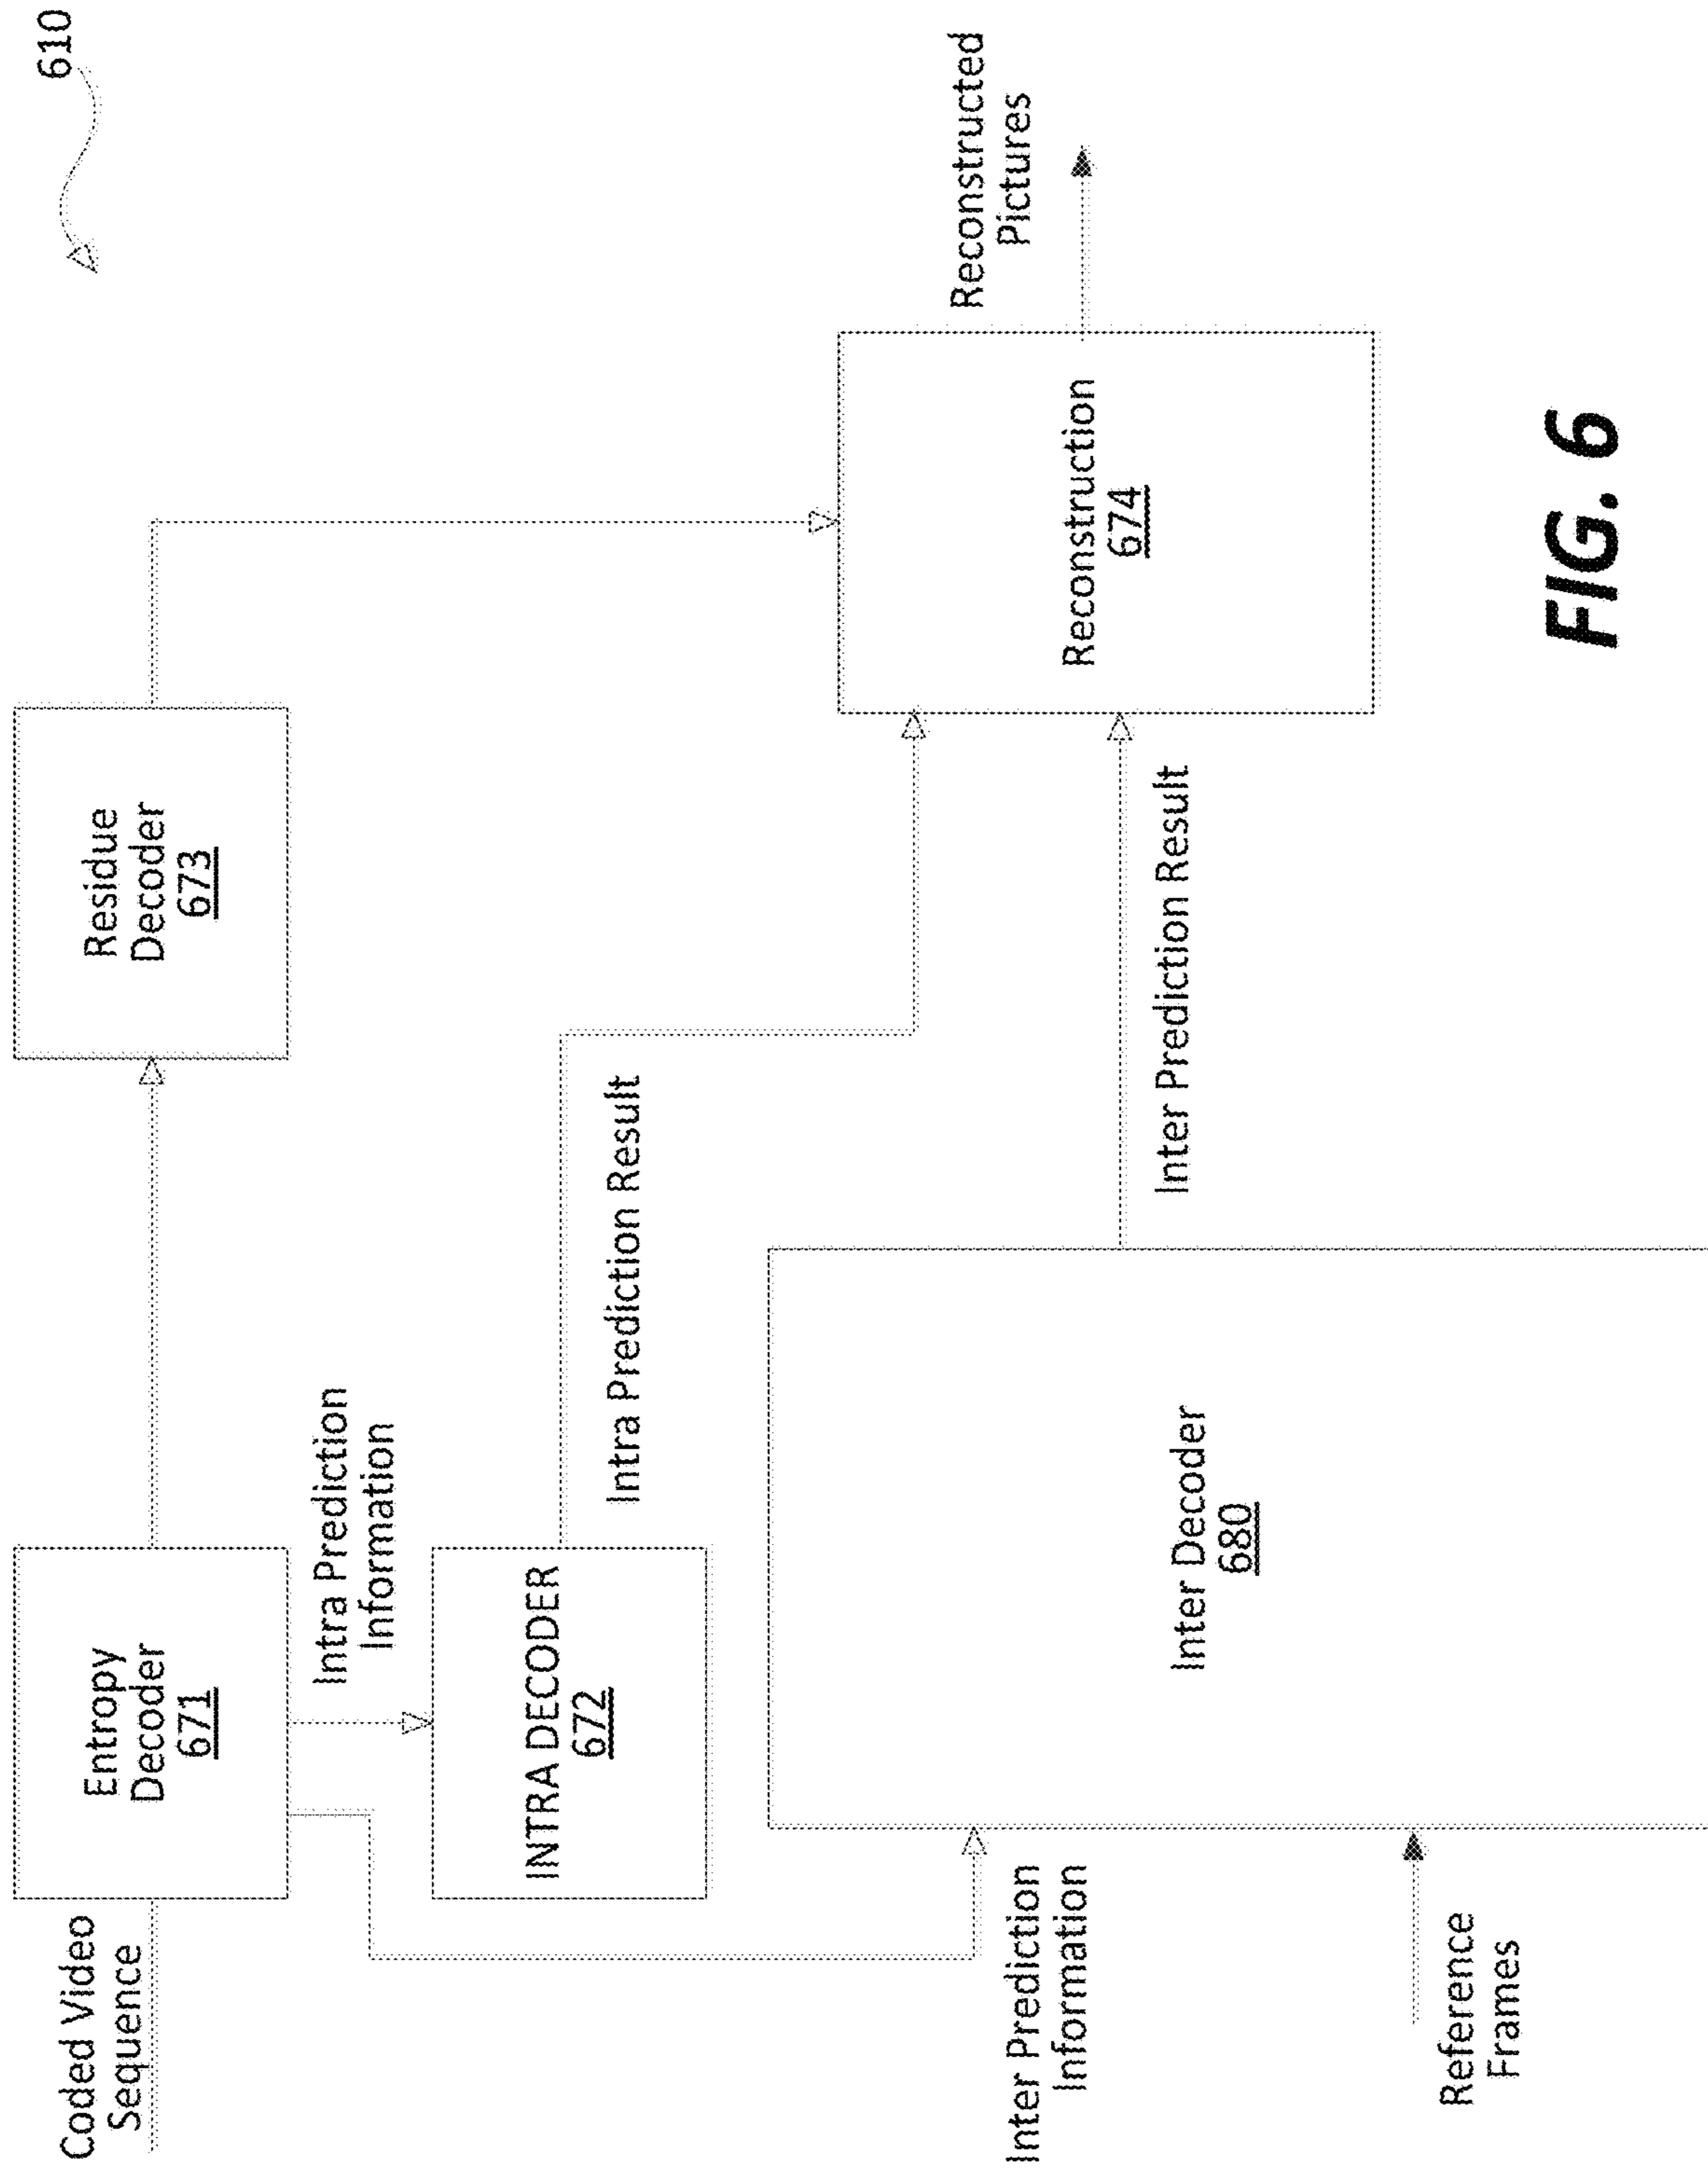 610
Coded Video
Sequence
Entropy
Decoder
671
Residue
Decoder
673
Intra Prediction
Information
INTRA DECODER
672
Intra Prediction Result
Reconstructed
Pictures
Reconstruction
674
Inter Prediction
Information
Inter Decoder
680
Inter Prediction Result
Reference
Frames
FIG. 6